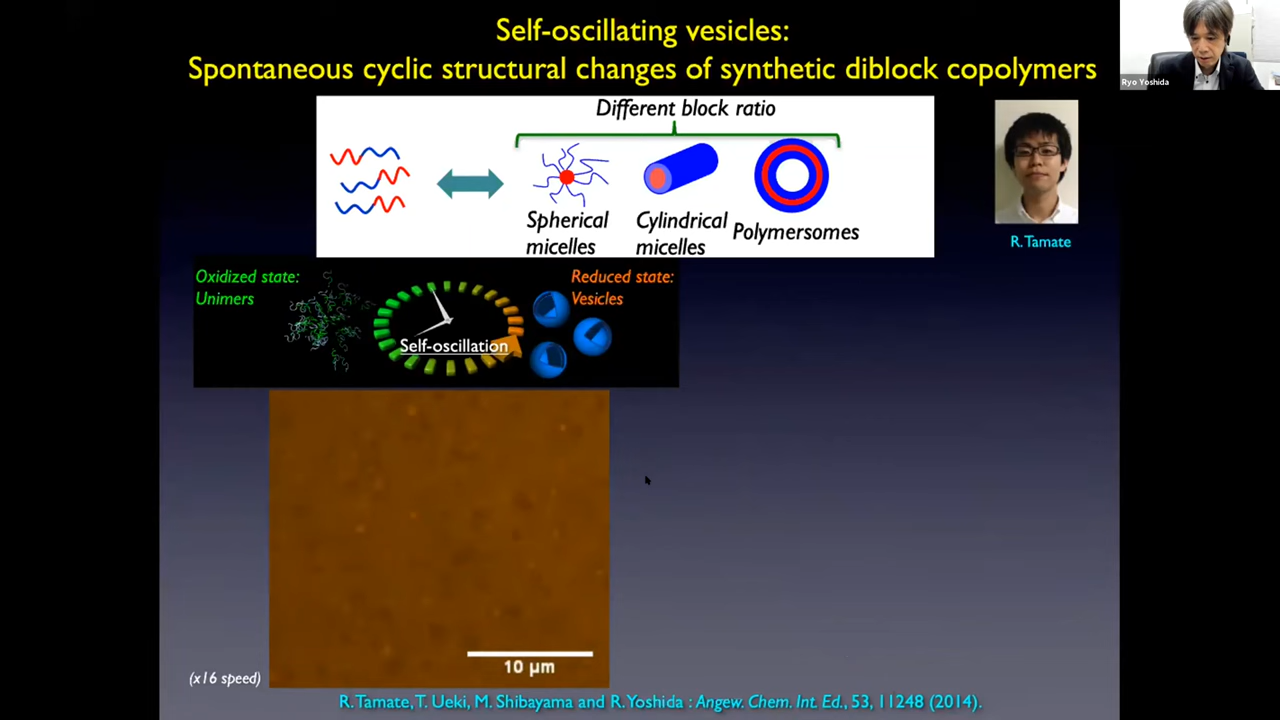 Self-oscillating vesicles:
Spontaneous cyclic structural changes of synthetic diblock copolymers
Ryo Yoshida
Different block ratio
Spherical
micelles
Cylindrical
micelles
Polymersomes
R. Tamate
Oxidized state:
Unimers
Self-oscillation
Reduced state:
Vesicles
10 µm
(x16 speed)
R. Tamate, T. Ueki, M. Shibayama and R. Yoshida : Angew. Chem. Int. Ed., 53, 11248 (2014).